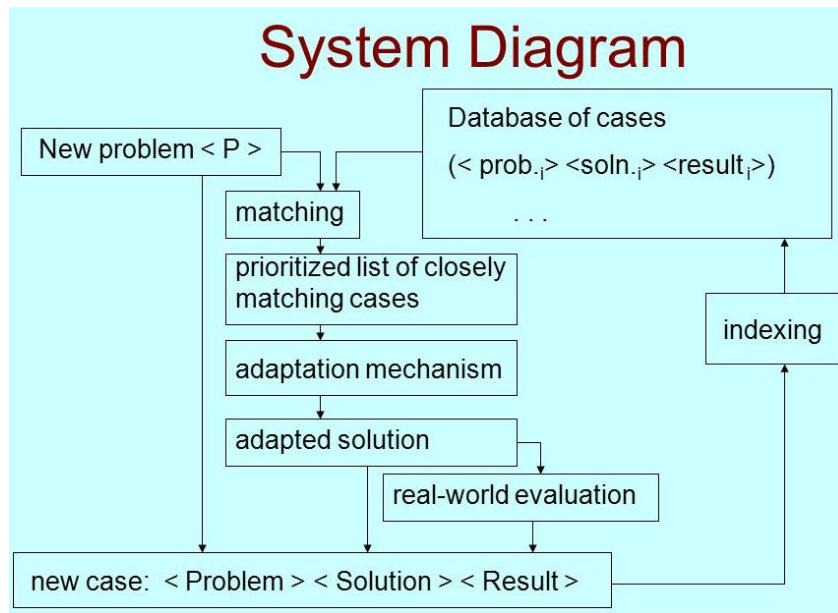 System Diagram
New problem < P >
Database of cases
(< prob.i> <soln.i> <result i>)
. . .
matching
prioritized list of closely
matching cases
indexing
adaptation mechanism
adapted solution
real-world evaluation
new case: < Problem > < Solution > < Result >